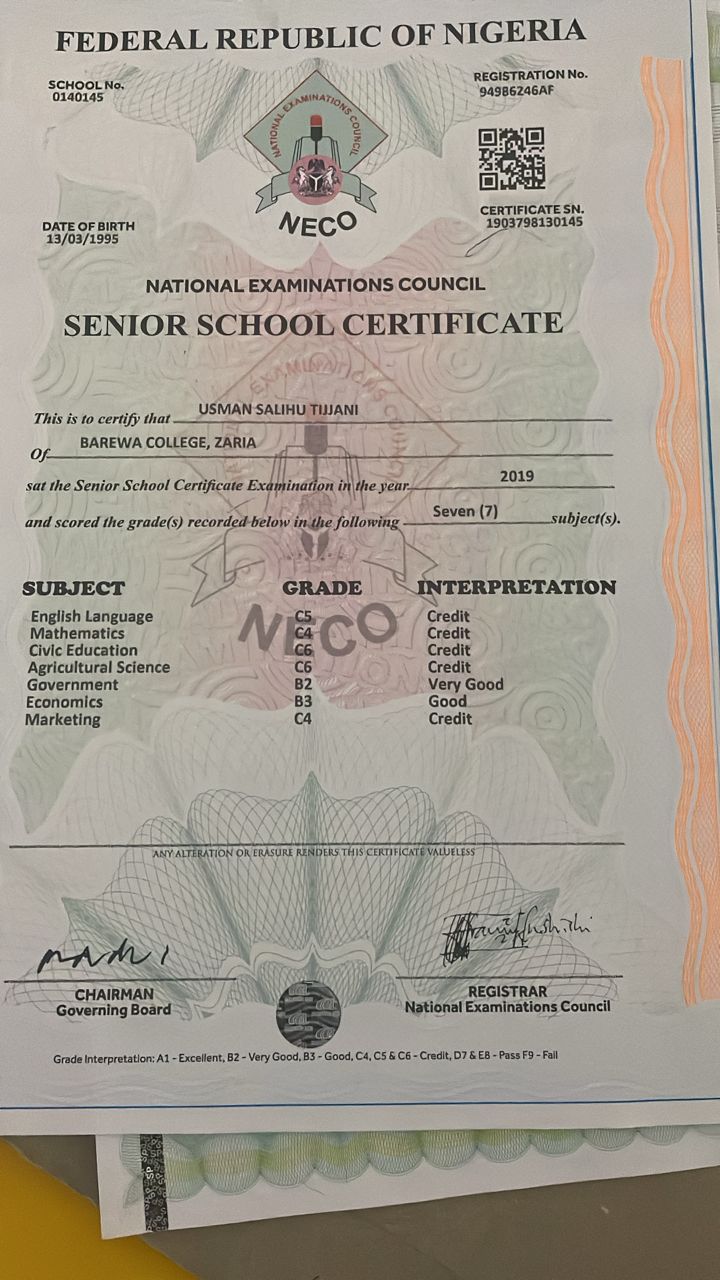 FEDERAL REPUBLIC OF NIGERIA
SCHOOL No.
0140145
REGISTRATION No.
94986246AF
NATIONAL EXAMINATIONS COUNCIL
NECO
DATE OF BIRTH
13/03/1995
CERTIFICATE SN.
1903798130145
NATIONAL EXAMINATIONS COUNCIL
SENIOR SCHOOL CERTIFICATE
This is to certify that USMAN SALIHU TIJJANI
Of BAREWA COLLEGE, ZARIA
sat the Senior School Certificate Examination in the year 2019
and scored the grade(s) recorded below in the following Seven (7) subject(s).
SUBJECT GRADE INTERPRETATION
English Language C5 Credit
Mathematics C4 Credit
Civic Education C6 Credit
Agricultural Science C6 Credit
Government B2 Very Good
Economics B3 Good
Marketing C4 Credit
NECO
ANY ALTERATION OR ERASURE RENDERS THIS CERTIFICATE VALUELESS
CHAIRMAN
Governing Board
REGISTRAR
National Examinations Council
Grade Interpretation: A1 - Excellent, B2 - Very Good, B3 - Good, C4, C5 & C6 - Credit, D7 & E8 - Pass F9 - Fail